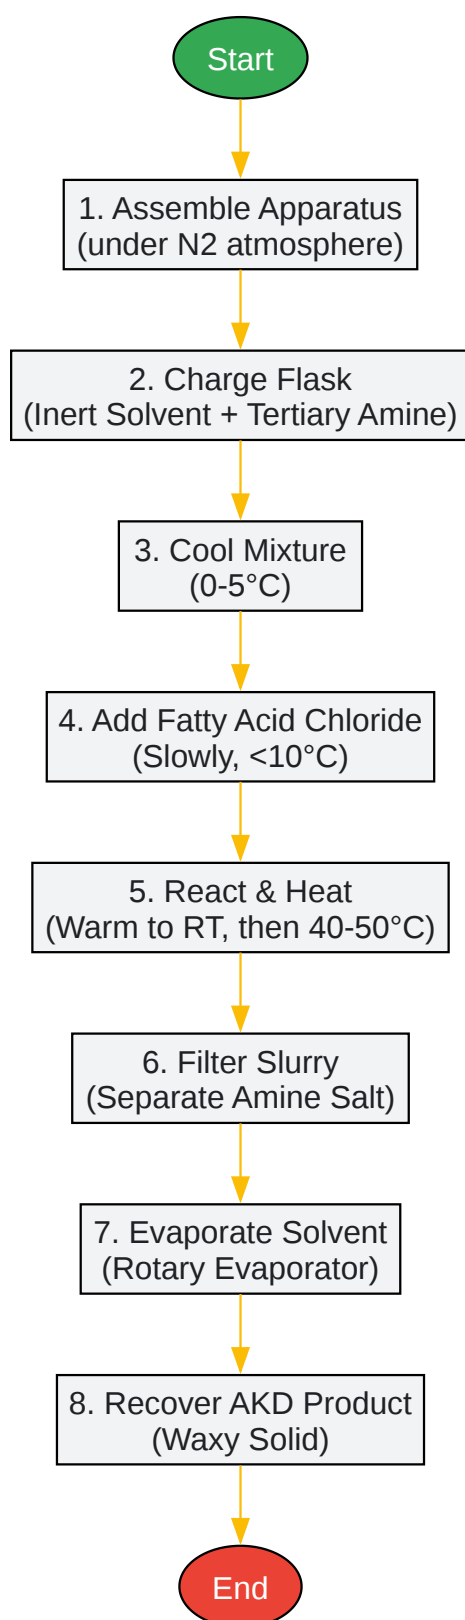 Start
1. Assemble Apparatus
(under N2 atmosphere)
2. Charge Flask
(Inert Solvent + Tertiary Amine)
3. Cool Mixture
(0-5°C)
4. Add Fatty Acid Chloride
(Slowly, <10°C)
5. React & Heat
(Warm to RT, then 40-50°C)
6. Filter Slurry
(Separate Amine Salt)
7. Evaporate Solvent
(Rotary Evaporator)
8. Recover AKD Product
(Waxy Solid)
End